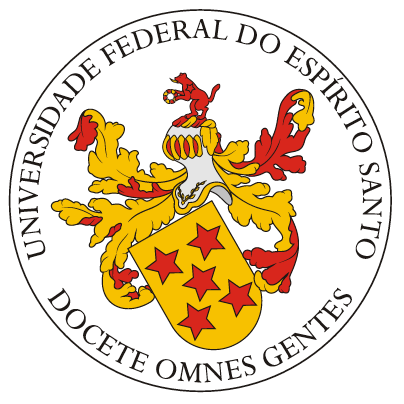 UNIVERSIDADE FEDERAL DO ESPÍRITO SANTO
DOCETE OMNES GENTES